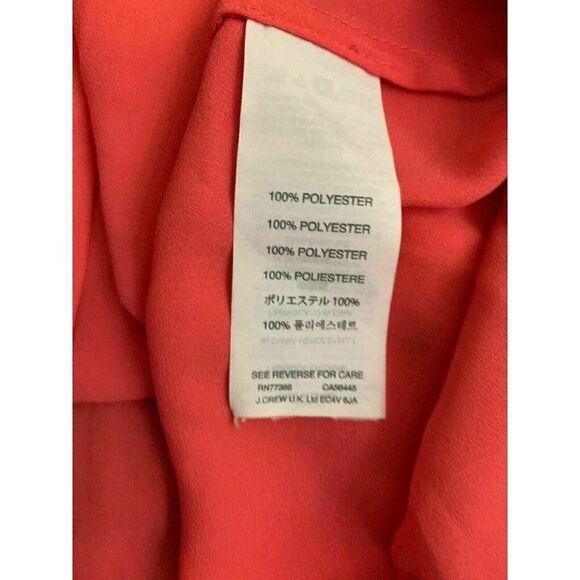 100% POLYESTER
100% POLYESTER
100% POLYESTER
100% POLIESTERE
ポリエステル 100%
100% 폴리에스테르
SEE REVERSE FOR CARE
RN77388 CA56445
J.CREW U.K. Ltd EC4V 6JA